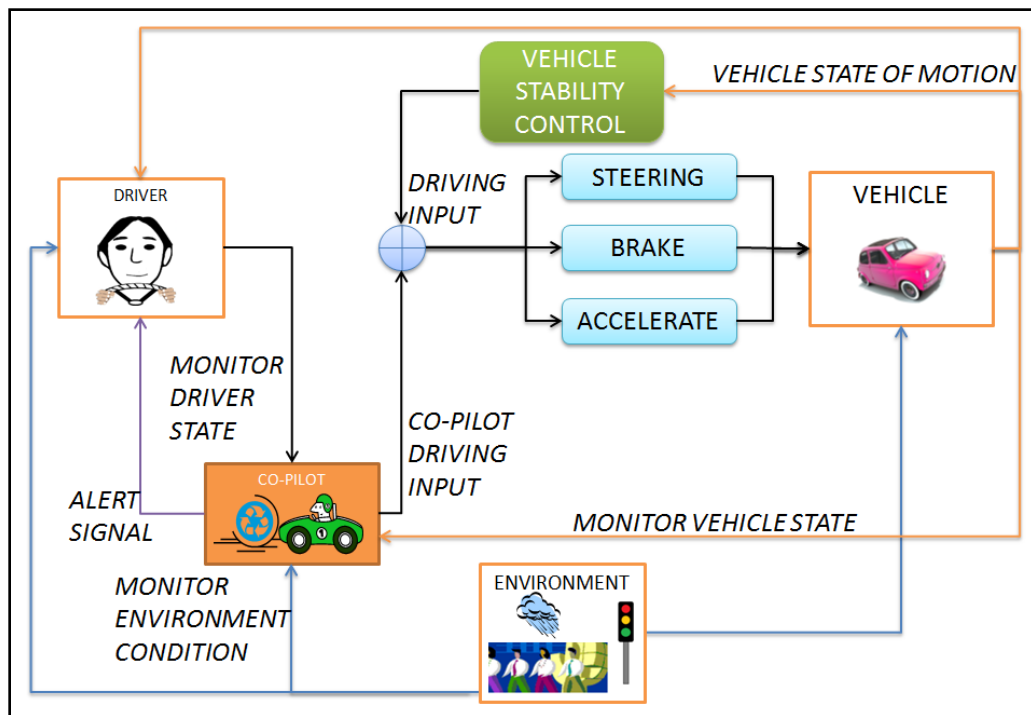 VEHICLE
STABILITY
CONTROL
VEHICLE STATE OF MOTION
DRIVER
DRIVING
INPUT
STEERING
BRAKE
ACCELERATE
VEHICLE
MONITOR
DRIVER
STATE
CO-PILOT
DRIVING
INPUT
CO-PILOT
1
ALERT
SIGNAL
MONITOR VEHICLE STATE
MONITOR
ENVIRONMENT
CONDITION
ENVIRONMENT